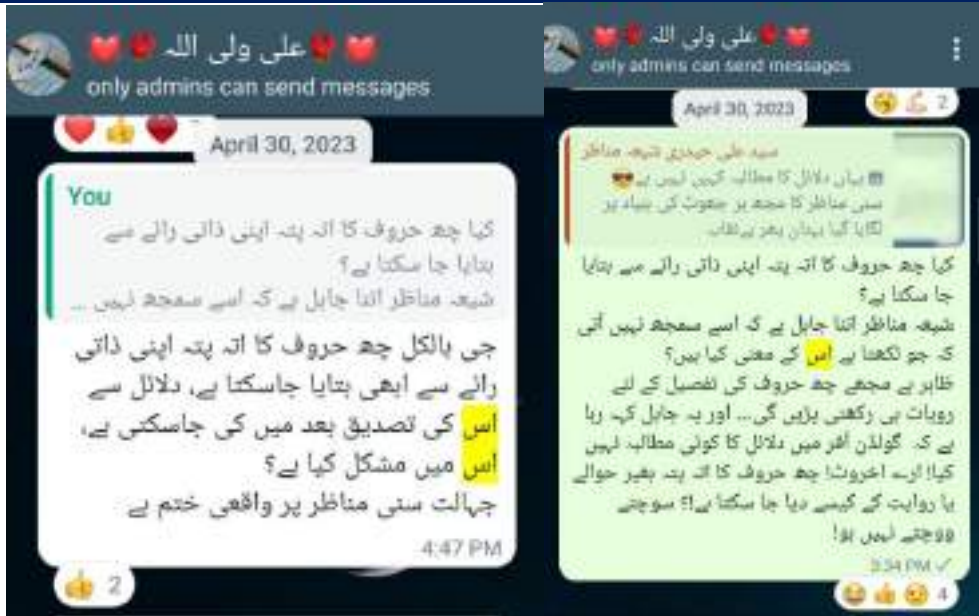 علی ولی اللہ
only admins can send messages
April 30, 2023
You
کیا چھ حروف کا اتہ پتہ اپنی ذاتی رائے سے
بتایا جا سکتا ہے؟
شیعہ مناظر اتنا جاہل ہے کہ اسے سمجھ نہیں ...
جی بالکل چھ حروف کا اتہ پتہ اپنی ذاتی
رائے سے ابھی بتایا جاسکتا ہے، دلائل سے
اس کی تصدیق بعد میں کی جاسکتی ہے،
اس میں مشکل کیا ہے؟
جہالت سنی مناظر پر واقعی ختم ہے
4:47 PM
2
علی ولی اللہ
only admins can send messages
2
April 30, 2023
سید علی حیدری شیعہ مناظر
یہاں دلائل کا مطالبہ کہیں نہیں ہے
سنی مناظر کا مجھ پر جھوٹ کی بنیاد پر
گیا بہتان پھر بےنقاب
کیا چھ حروف کا اتہ پتہ اپنی ذاتی رائے سے بتایا
جا سکتا ہے؟
شیعہ مناظر اتنا جاہل ہے کہ اسے سمجھ نہیں آتی
کہ جو لکھتا ہے اس کے معنی کیا ہیں؟
ظاہر ہے مجھے چھ حروف کی تفصیل کے لئے
روایات ہی رکھنی پڑیں گی... اور یہ جاہل کہہ رہا
ہے کہ گولڈن آفر میں دلائل کا کوئی مطالبہ نہیں
کیا! ارے اخروٹ! چھ حروف کا اتہ پتہ بغیر حوالے
یا روایت کے کیسے دیا جا سکتا ہے!؟ سوچتے
ووچتے نہیں ہو!
3:34 PM
4